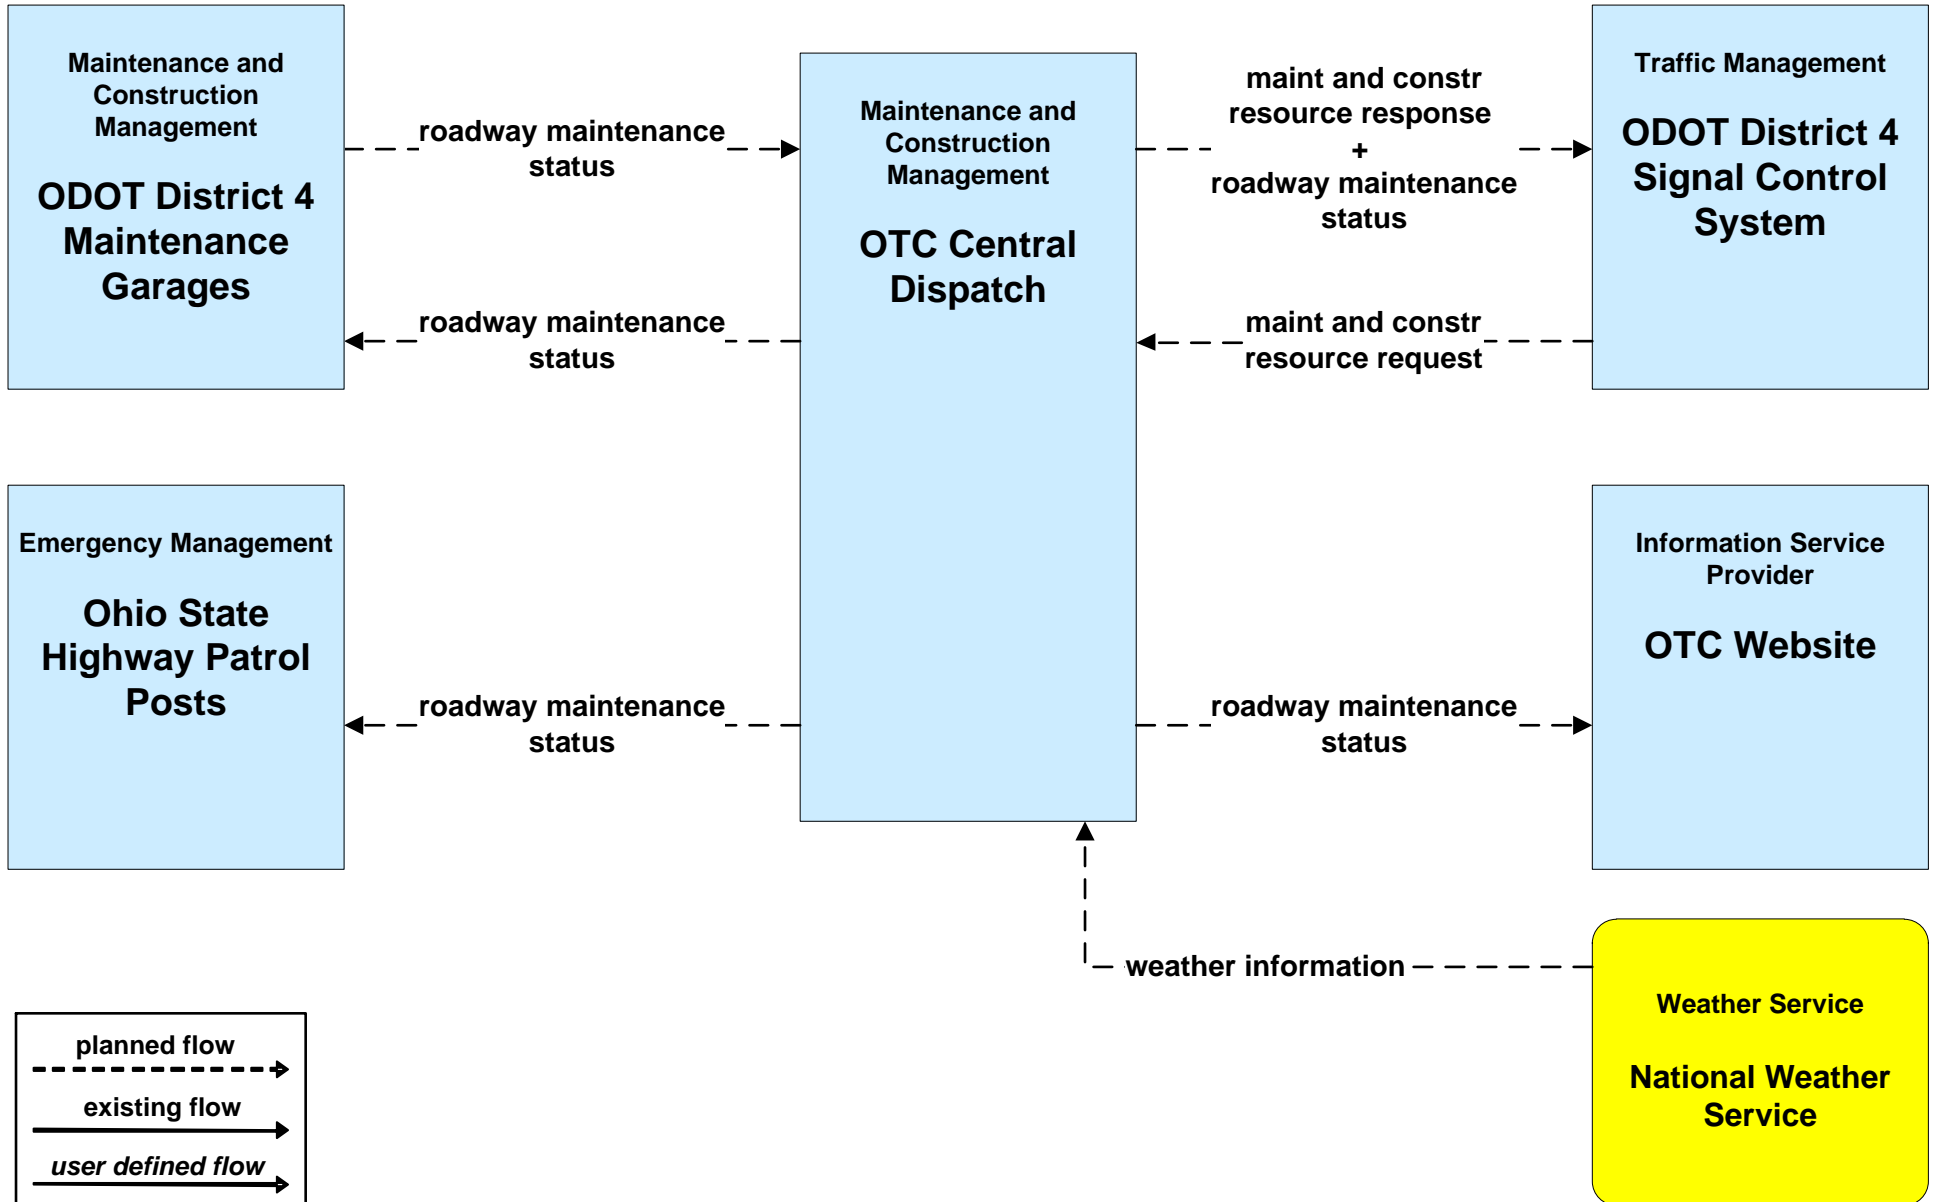 Maintenance and
Construction
Management
ODOT District 4
Maintenance
Garages
roadway maintenance
status
roadway maintenance
status
Maintenance and
Construction
Management
OTC Central
Dispatch
maint and constr
resource response
+
roadway maintenance
status
maint and constr
resource request
Traffic Management
ODOT District 4
Signal Control
System
Emergency Management
Ohio State
Highway Patrol
Posts
roadway maintenance
status
roadway maintenance
status
Information Service
Provider
OTC Website
weather information
Weather Service
National Weather
Service
planned flow
existing flow
user defined flow